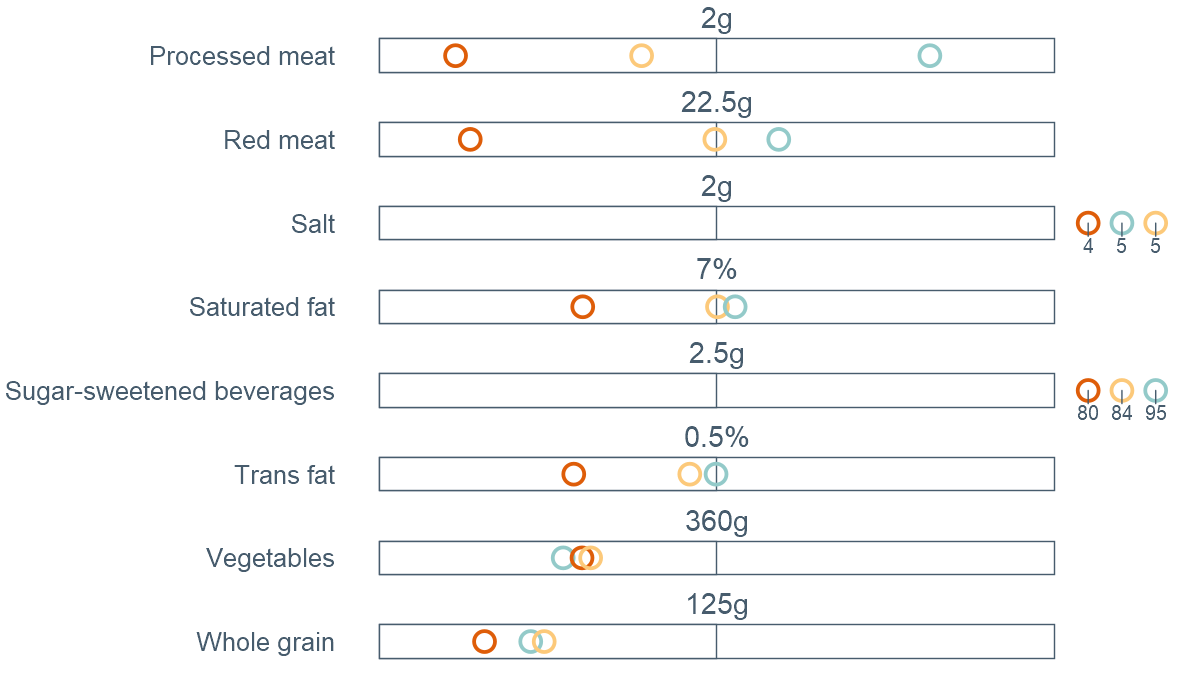 2g
Processed meat
22.5g
Red meat
2g
Salt
4 5 5
7%
Saturated fat
2.5g
Sugar-sweetened beverages
80 84 95
0.5%
Trans fat
360g
Vegetables
125g
Whole grain